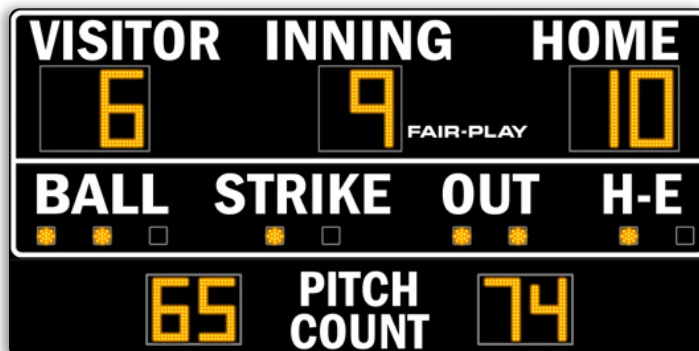 VISITOR INNING HOME
6 9 FAIR-PLAY 10
BALL STRIKE OUT H-E
65 PITCH COUNT 74